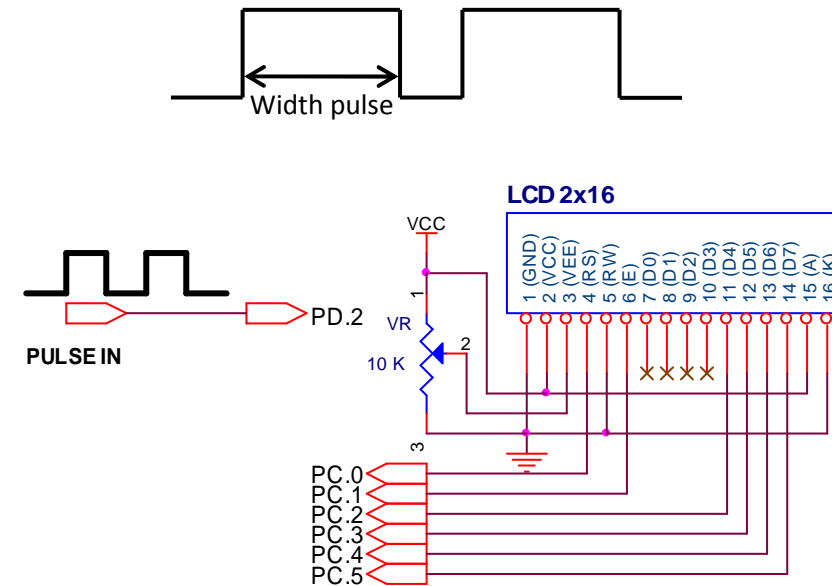 Width pulse
LCD 2x16
VCC
1 (GND)
2 (VCC)
3 (VEE)
4 (RS)
5 (RW)
6 (E)
7 (D0)
8 (D1)
9 (D2)
10 (D3)
11 (D4)
12 (D5)
13 (D6)
14 (D7)
15 (A)
16 (K)
1
PD.2
VR
2
PULSE IN
10 K
3
PC.0
PC.1
PC.2
PC.3
PC.4
PC.5